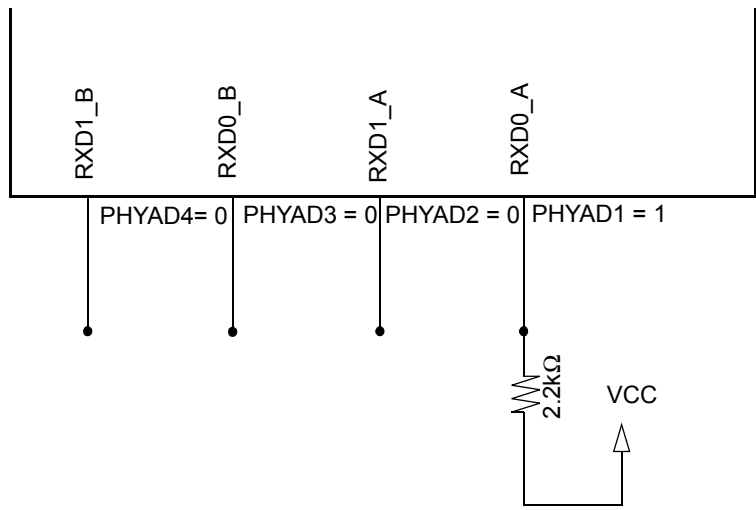 RXD1_B
RXD0_B
RXD1_A
RXD0_A
PHYAD4= 0
PHYAD3 = 0
PHYAD2 = 0
PHYAD1 = 1
2.2kΩ
VCC